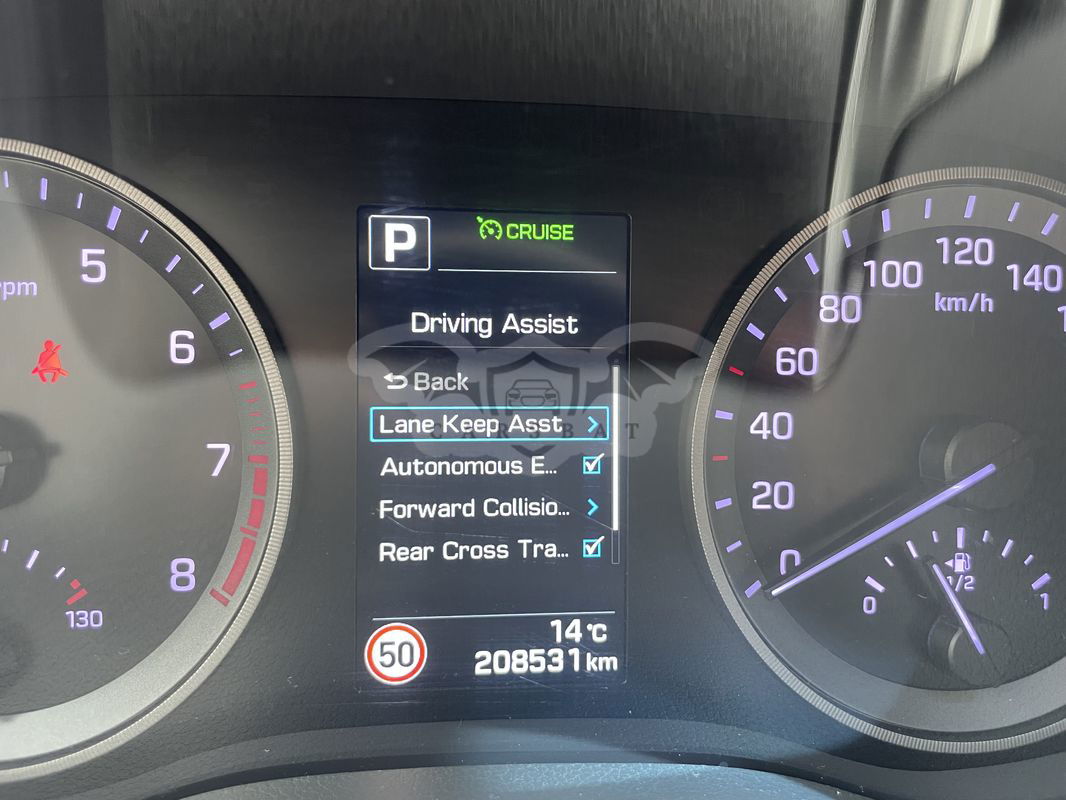 P
CRUISE
Driving Assist
Back
Lane Keep Asst
Autonomous E...
Forward Collisio...
Rear Cross Tra...
50
14°C
208531 km
5
6
7
8
130
0
20
40
60
80
100
120
140
km/h
0
1/2
1
CARSBAT